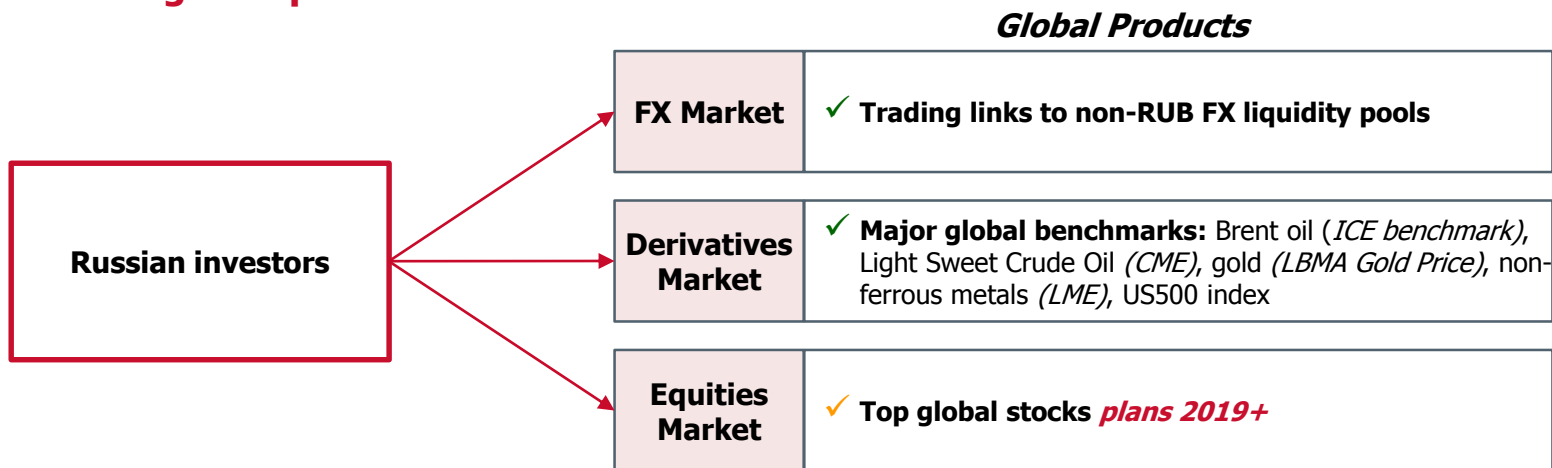 Global Products
FX Market
✓ Trading links to non-RUB FX liquidity pools
Russian investors
Derivatives
Market
✓ Major global benchmarks: Brent oil (ICE benchmark),
Light Sweet Crude Oil (CME), gold (LBMA Gold Price), non-
ferrous metals (LME), US500 index
Equities
Market
✓ Top global stocks plans 2019+